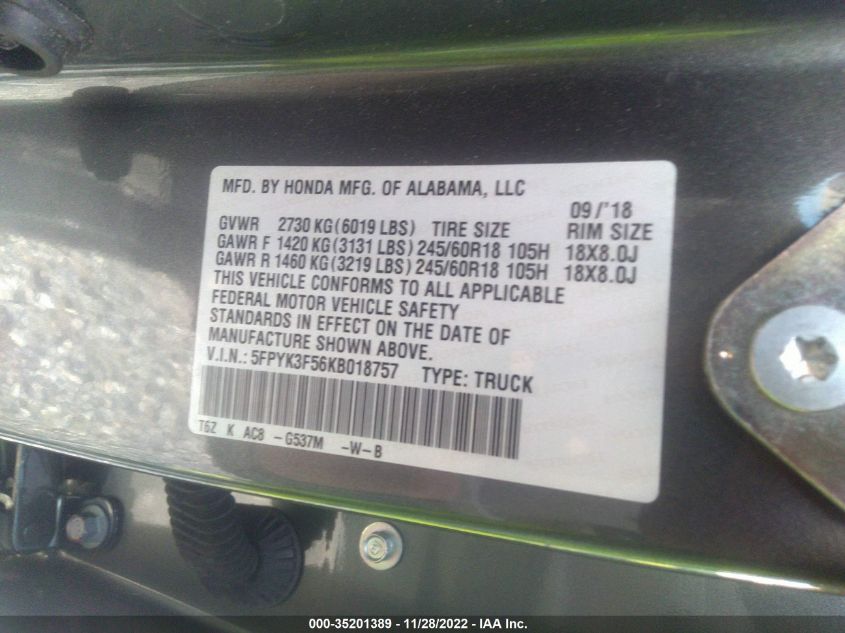 MFD. BY HONDA MFG. OF ALABAMA, LLC
09/'18
GVWR 2730 KG(6019 LBS) TIRE SIZE RIM SIZE
GAWR F 1420 KG(3131 LBS) 245/60R18 105H 18X8.0J
GAWR R 1460 KG(3219 LBS) 245/60R18 105H 18X8.0J
THIS VEHICLE CONFORMS TO ALL APPLICABLE
FEDERAL MOTOR VEHICLE SAFETY
STANDARDS IN EFFECT ON THE DATE OF
MANUFACTURE SHOWN ABOVE.
V.I.N.: 5FPYK3F56KB018757 TYPE: TRUCK
T6Z K AC8 -G537M -W-B
000-35201389 - 11/28/2022 - IAA Inc.